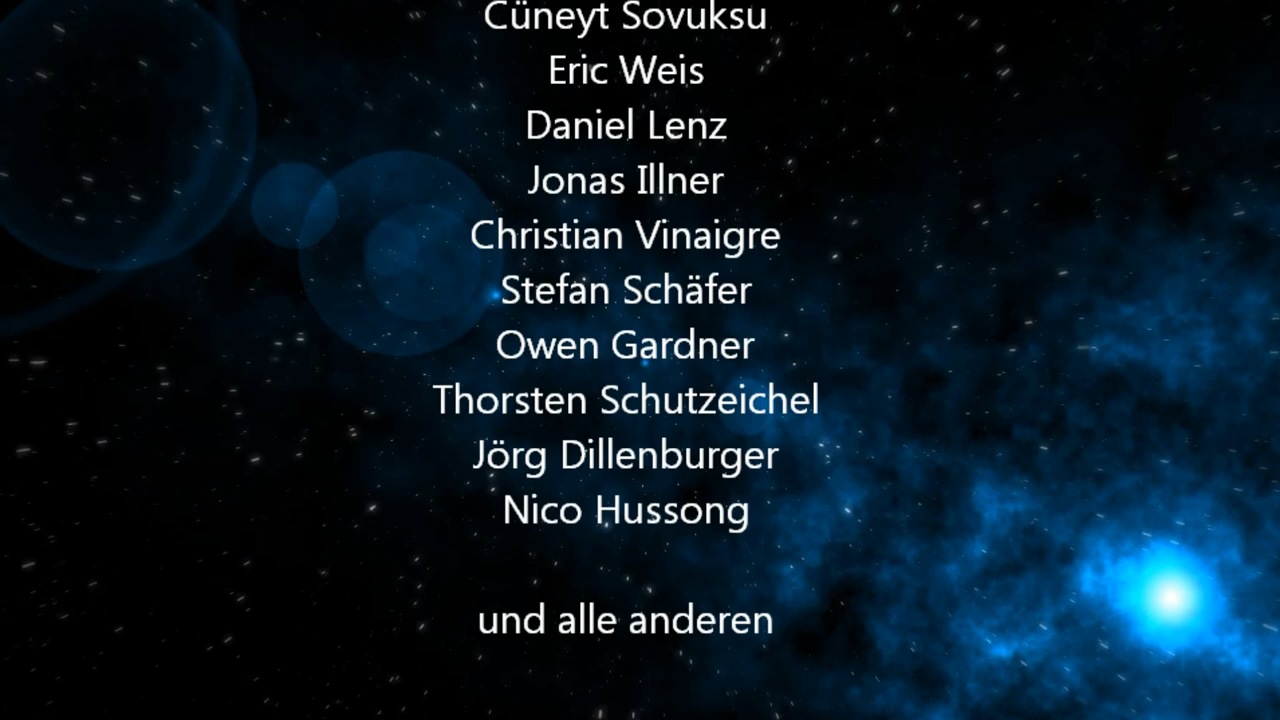 Cüneyt Sovuksu
Eric Weis
Daniel Lenz
Jonas Illner
Christian Vinaigre
Stefan Schäfer
Owen Gardner
Thorsten Schutzeichel
Jörg Dillenburger
Nico Hussong
und alle anderen